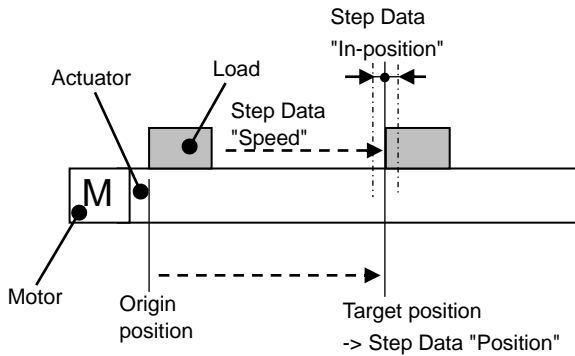 Step Data
"In-position"
Actuator
Load
Step Data
"Speed"
M
Motor
Origin
position
Target position
-> Step Data "Position"